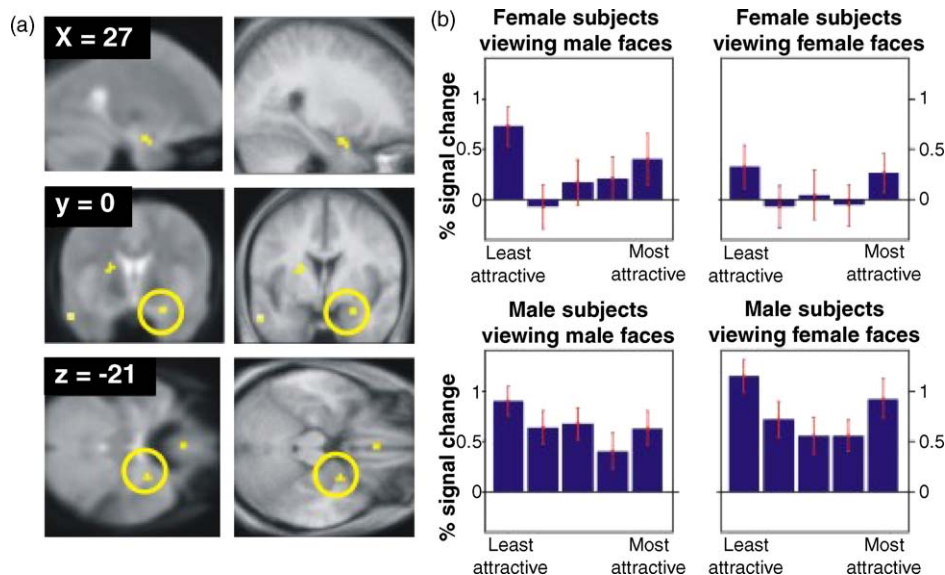 (a)
X = 27
y = 0
z = -21
(b)
Female subjects
viewing male faces
% signal change
1
0.5
0
Least
attractive
Most
attractive
Female subjects
viewing female faces
1
0.5
0
Least
attractive
Most
attractive
Male subjects
viewing male faces
% signal change
1
0.5
0
Least
attractive
Most
attractive
Male subjects
viewing female faces
1
0.5
0
Least
attractive
Most
attractive